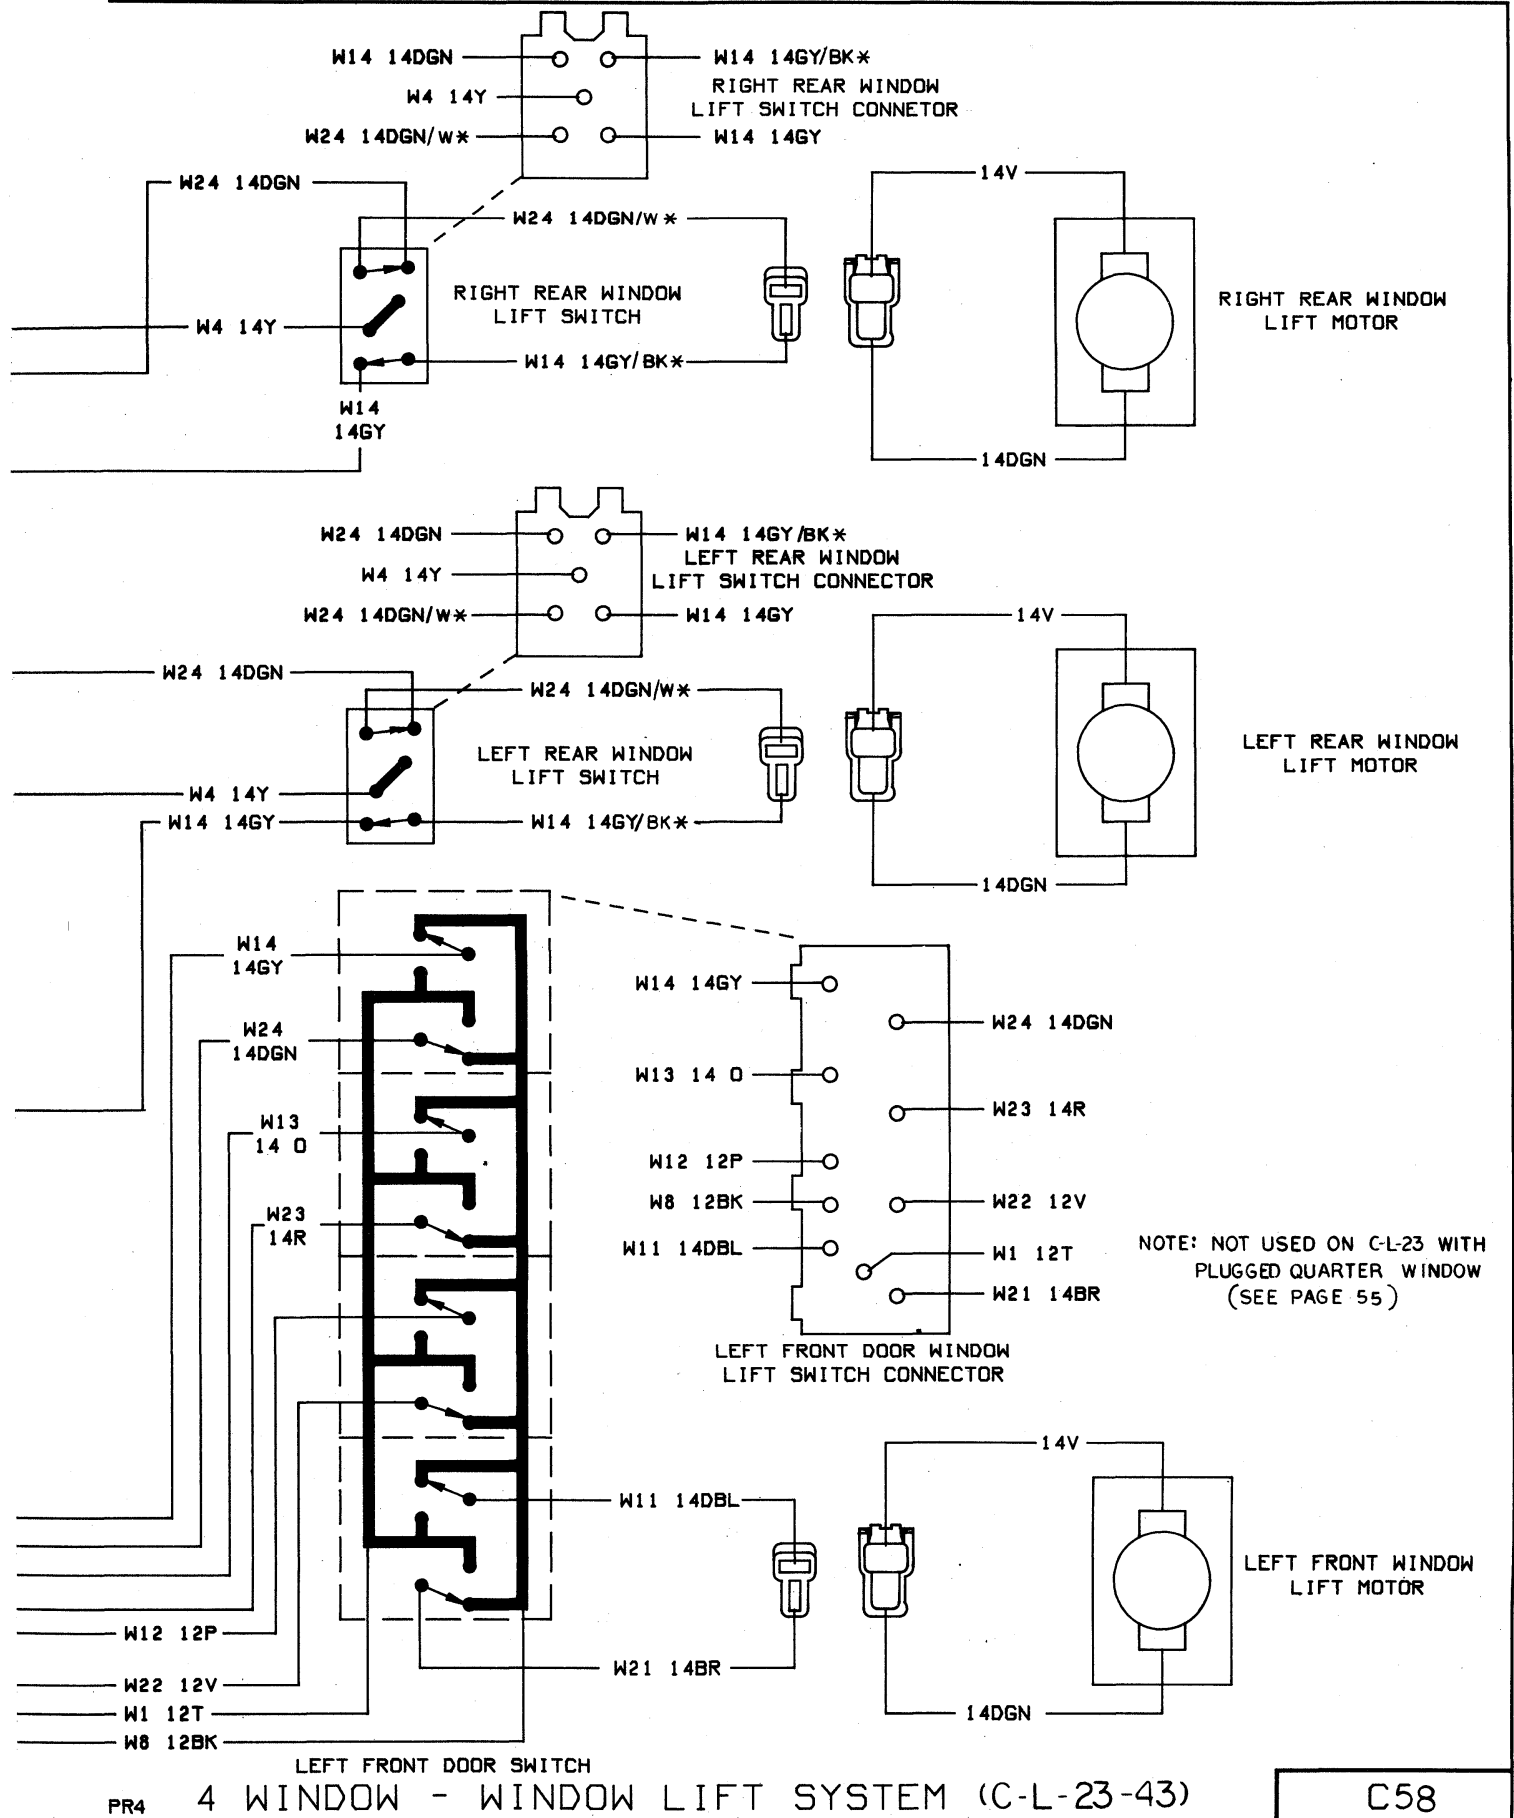 W14 14DGN
W14 14GY/BK*
RIGHT REAR WINDOW
LIFT SWITCH CONNETOR
W4 14Y
W24 14DGN/W*
W14 14GY
W24 14DGN
14V
W24 14DGN/W*
RIGHT REAR WINDOW
LIFT SWITCH
RIGHT REAR WINDOW
LIFT MOTOR
W4 14Y
W14 14GY/BK*
W14
14GY
14DGN
W24 14DGN
W14 14GY/BK*
LEFT REAR WINDOW
LIFT SWITCH CONNECTOR
W4 14Y
W24 14DGN/W*
W14 14GY
14V
W24 14DGN
W24 14DGN/W*
LEFT REAR WINDOW
LIFT SWITCH
LEFT REAR WINDOW
LIFT MOTOR
W4 14Y
W14 14GY
W14 14GY/BK*
14DGN
W14
14GY
W14 14GY
W24 14DGN
W24
14DGN
W13 14 O
W23 14R
W13
14 O
W12 12P
W8 12BK
W22 12V
W23
14R
W11 14DBL
W1 12T
W21 14BR
NOTE: NOT USED ON C-L-23 WITH
PLUGGED QUARTER WINDOW
(SEE PAGE 55)
LEFT FRONT DOOR WINDOW
LIFT SWITCH CONNECTOR
14V
W11 14DBL
LEFT FRONT WINDOW
LIFT MOTOR
W12 12P
W21 14BR
W22 12V
W1 12T
14DGN
W8 12BK
LEFT FRONT DOOR SWITCH
PR4 4 WINDOW - WINDOW LIFT SYSTEM (C-L-23-43)
C58